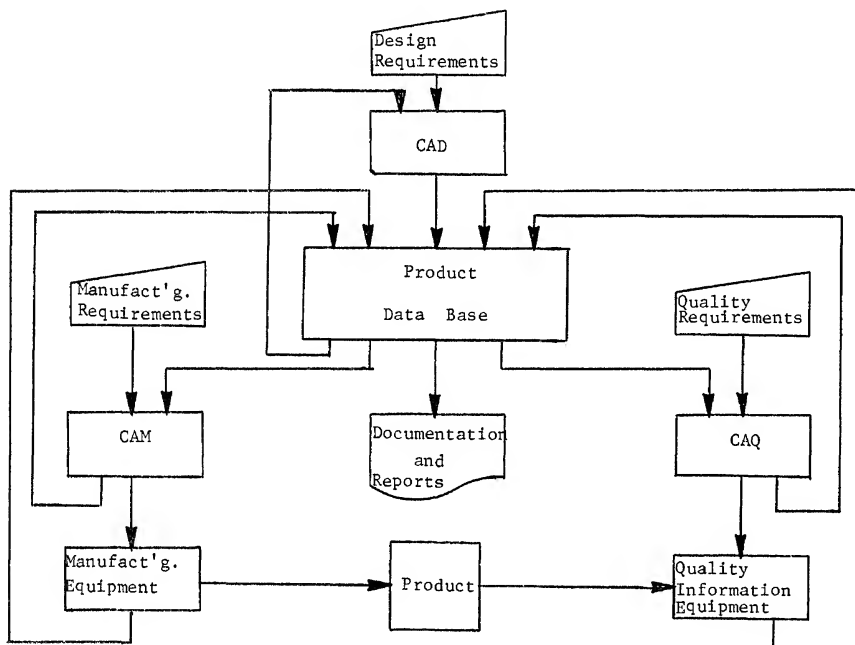 Design
Requirements
CAD
Product
Data Base
Manufact'g.
Requirements
Quality
Requirements
CAM
Documentation
and
Reports
CAQ
Manufact'g.
Equipment
Product
Quality
Information
Equipment